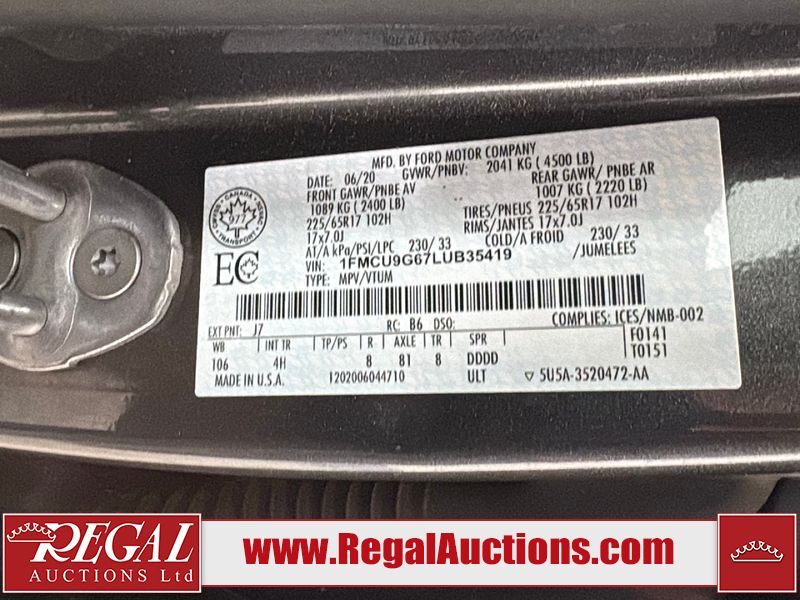 MFD. BY FORD MOTOR COMPANY
DATE: 06/20 GVWR/PNBV: 2041 KG ( 4500 LB)
FRONT GAWR/PNBE AV REAR GAWR/ PNBE AR
1089 KG ( 2400 LB) 1007 KG ( 2220 LB)
225/65R17 102H TIRES/PNEUS 225/65R17 102H
17x7.0J RIMS/JANTES 17x7.0J
AT/A kPa/PSI/LPC 230/ 33 COLD/A FROID 230/ 33
VIN: 1FMCU9G67LUB35419 /JUMELEES
TYPE: MPV/VTUM
CANADA
977
TRANSPORT
EC
EXT PNT: J7 RC: B6 DSO: COMPLIES: ICES/NMB-002
WB INT TR TP/PS R AXLE TR SPR F0141
106 4H 8 81 8 DDDD T0151
MADE IN U.S.A. 1202006044710 ULT ▽ 5U5A-3520472-AA
REGAL
AUCTIONS Ltd
www.RegalAuctions.com